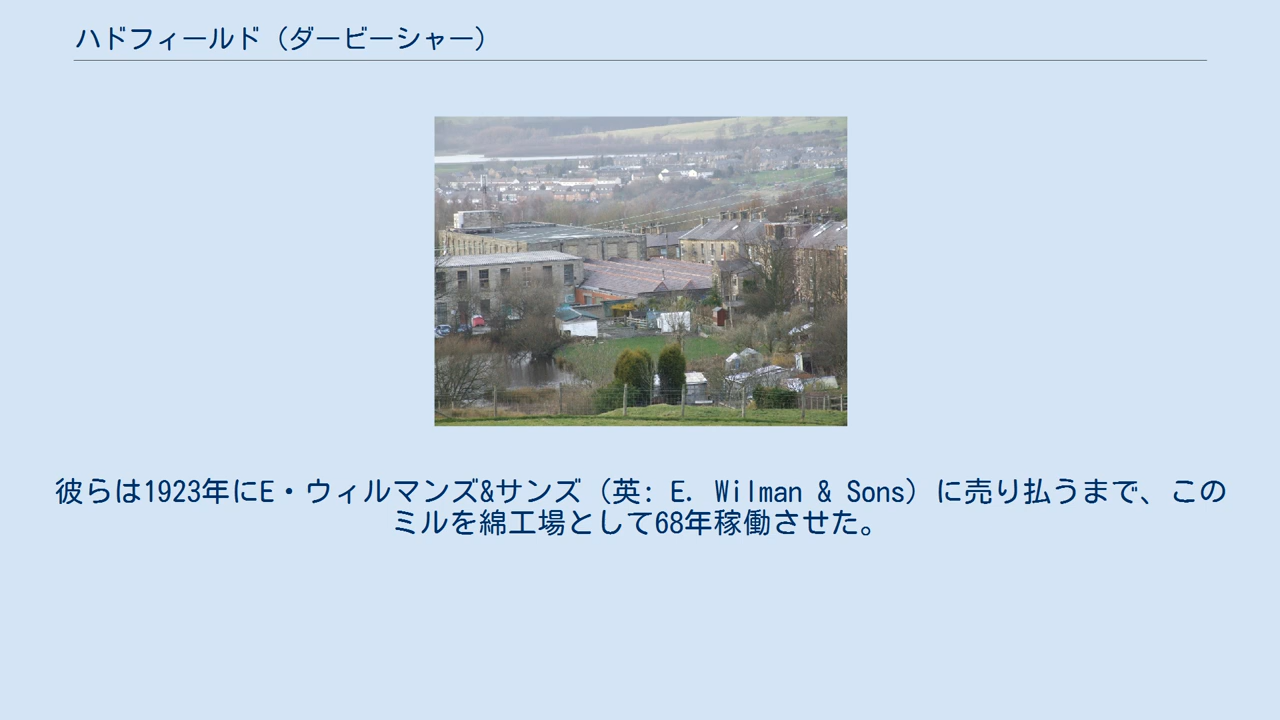 ハドフィールド（ダービーシャー）
彼らは1923年にE・ウィルマンズ&サンズ（英: E. Wilman & Sons）に売り払うまで、この
ミルを綿工場として68年稼働させた。